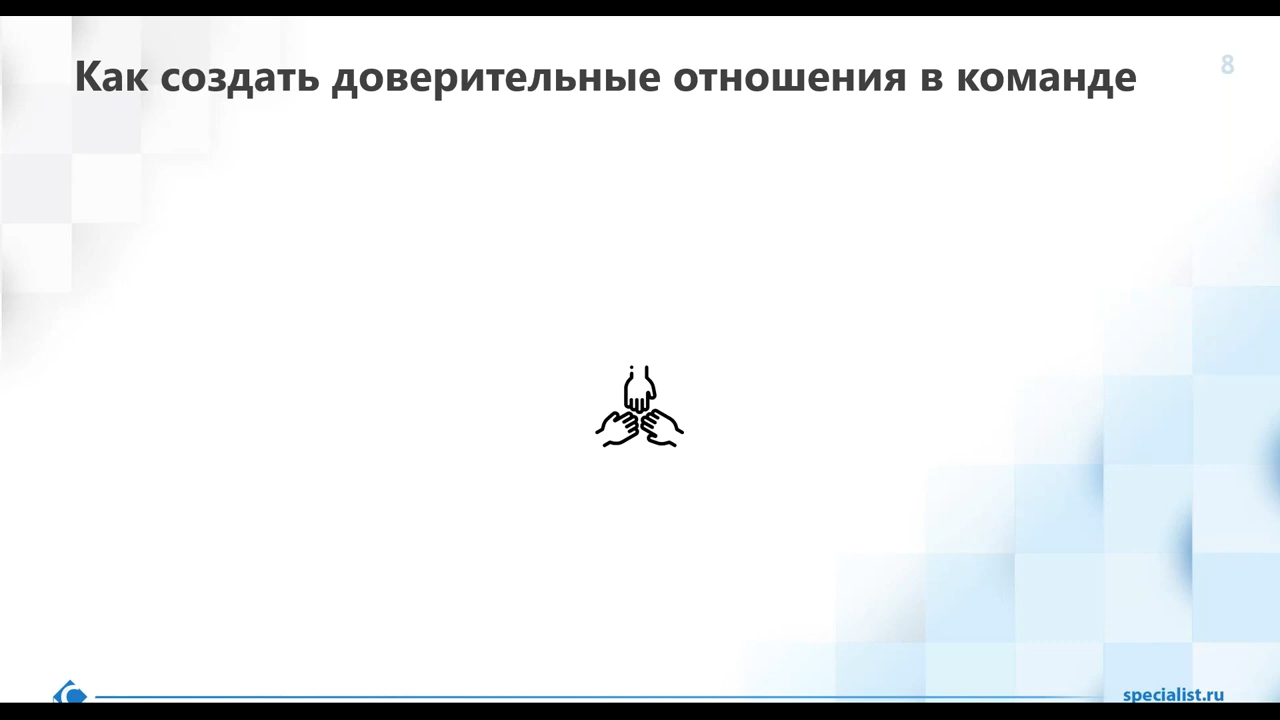 Как создать доверительные отношения в команде
8
specialist.ru